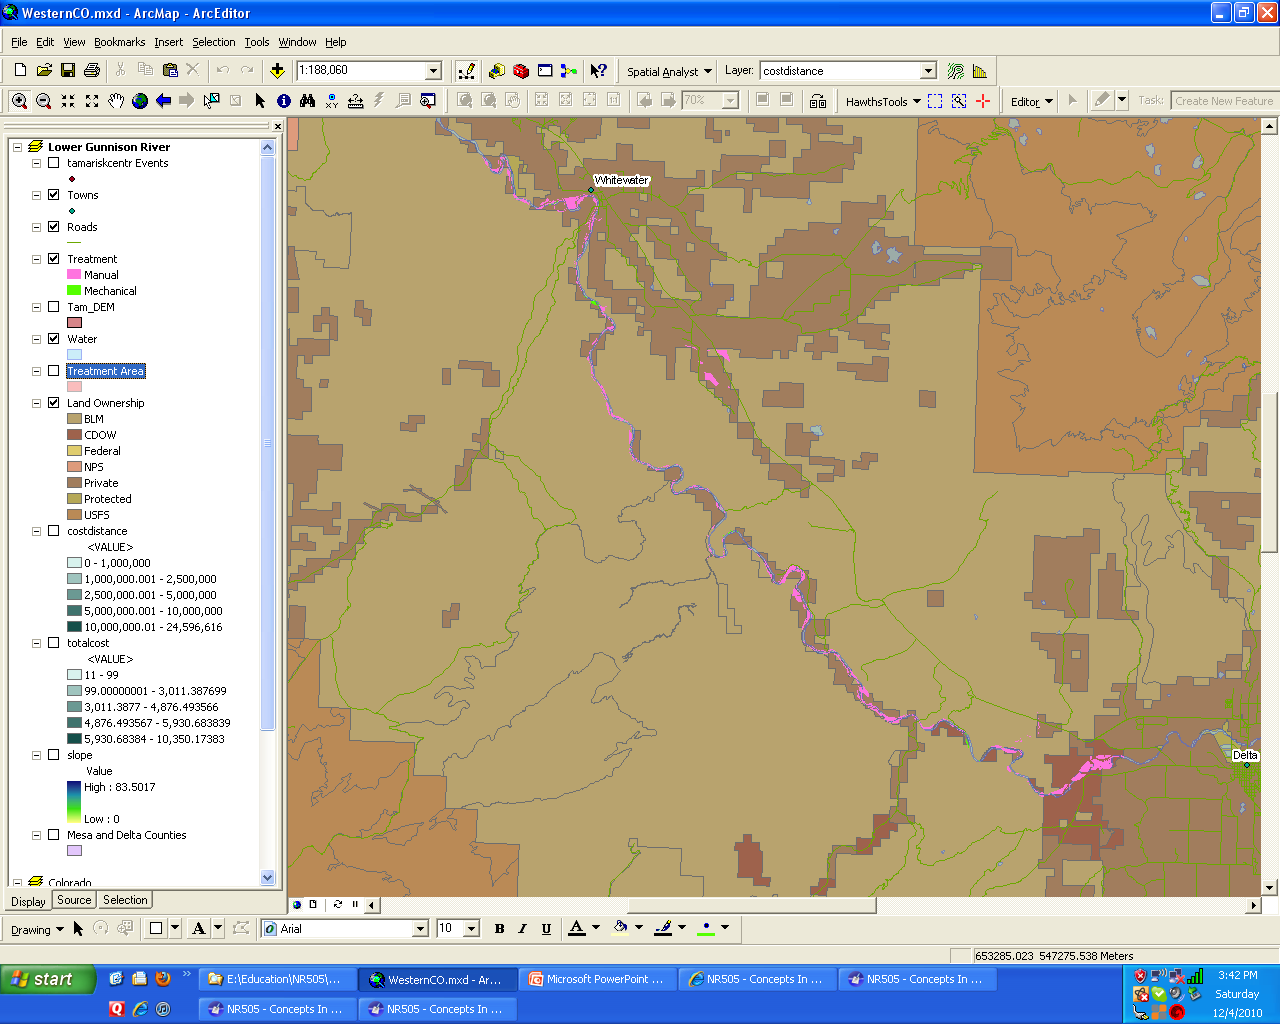 WesternCO.mxd - ArcMap - ArcEditor
File Edit View Bookmarks Insert Selection Tools Window Help
1:188,060 Spatial Analyst Layer: costdistance
70% HawthsTools Editor Task: Create New Feature
Lower Gunnison River
tamariskcentr Events
Towns
Roads
Treatment
Manual
Mechanical
Tam_DEM
Water
Treatment Area
Land Ownership
BLM
CDOW
Federal
NPS
Private
Protected
USFS
costdistance
<VALUE>
0 - 1,000,000
1,000,000.001 - 2,500,000
2,500,000.001 - 5,000,000
5,000,000.001 - 10,000,000
10,000,000.01 - 24,596,616
totalcost
<VALUE>
11 - 99
99.00000001 - 3,011.387699
3,011.3877 - 4,876.493566
4,876.493567 - 5,930.683839
5,930.68384 - 10,350.17383
slope
Value
High : 83.5017
Low : 0
Mesa and Delta Counties
Colorado
Whitewater
Delta
Display Source Selection
Drawing A Arial 10 B I U A
653285.023 547275.538 Meters
start E:\Education\NR505\... WesternCO.mxd - Ar... Microsoft PowerPoint ... NR505 - Concepts In ... NR505 - Concepts In ...
NR505 - Concepts In ... NR505 - Concepts In ...
3:42 PM
Saturday
12/4/2010